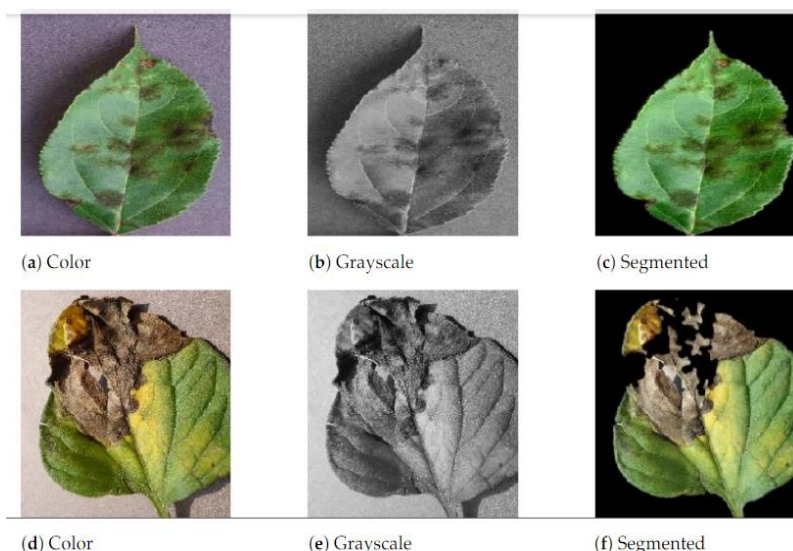 (a) Color
(b) Grayscale
(c) Segmented
(d) Color
(e) Grayscale
(f) Segmented